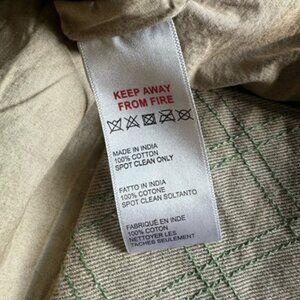 KEEP AWAY
FROM FIRE
MADE IN INDIA
100% COTTON
SPOT CLEAN ONLY
FATTO IN INDIA
100% COTONE
SPOT CLEAN SOLTANTO
FABRIQUÉ EN INDE
100% COTON
NETTOYER LES
TACHES SEULEMENT